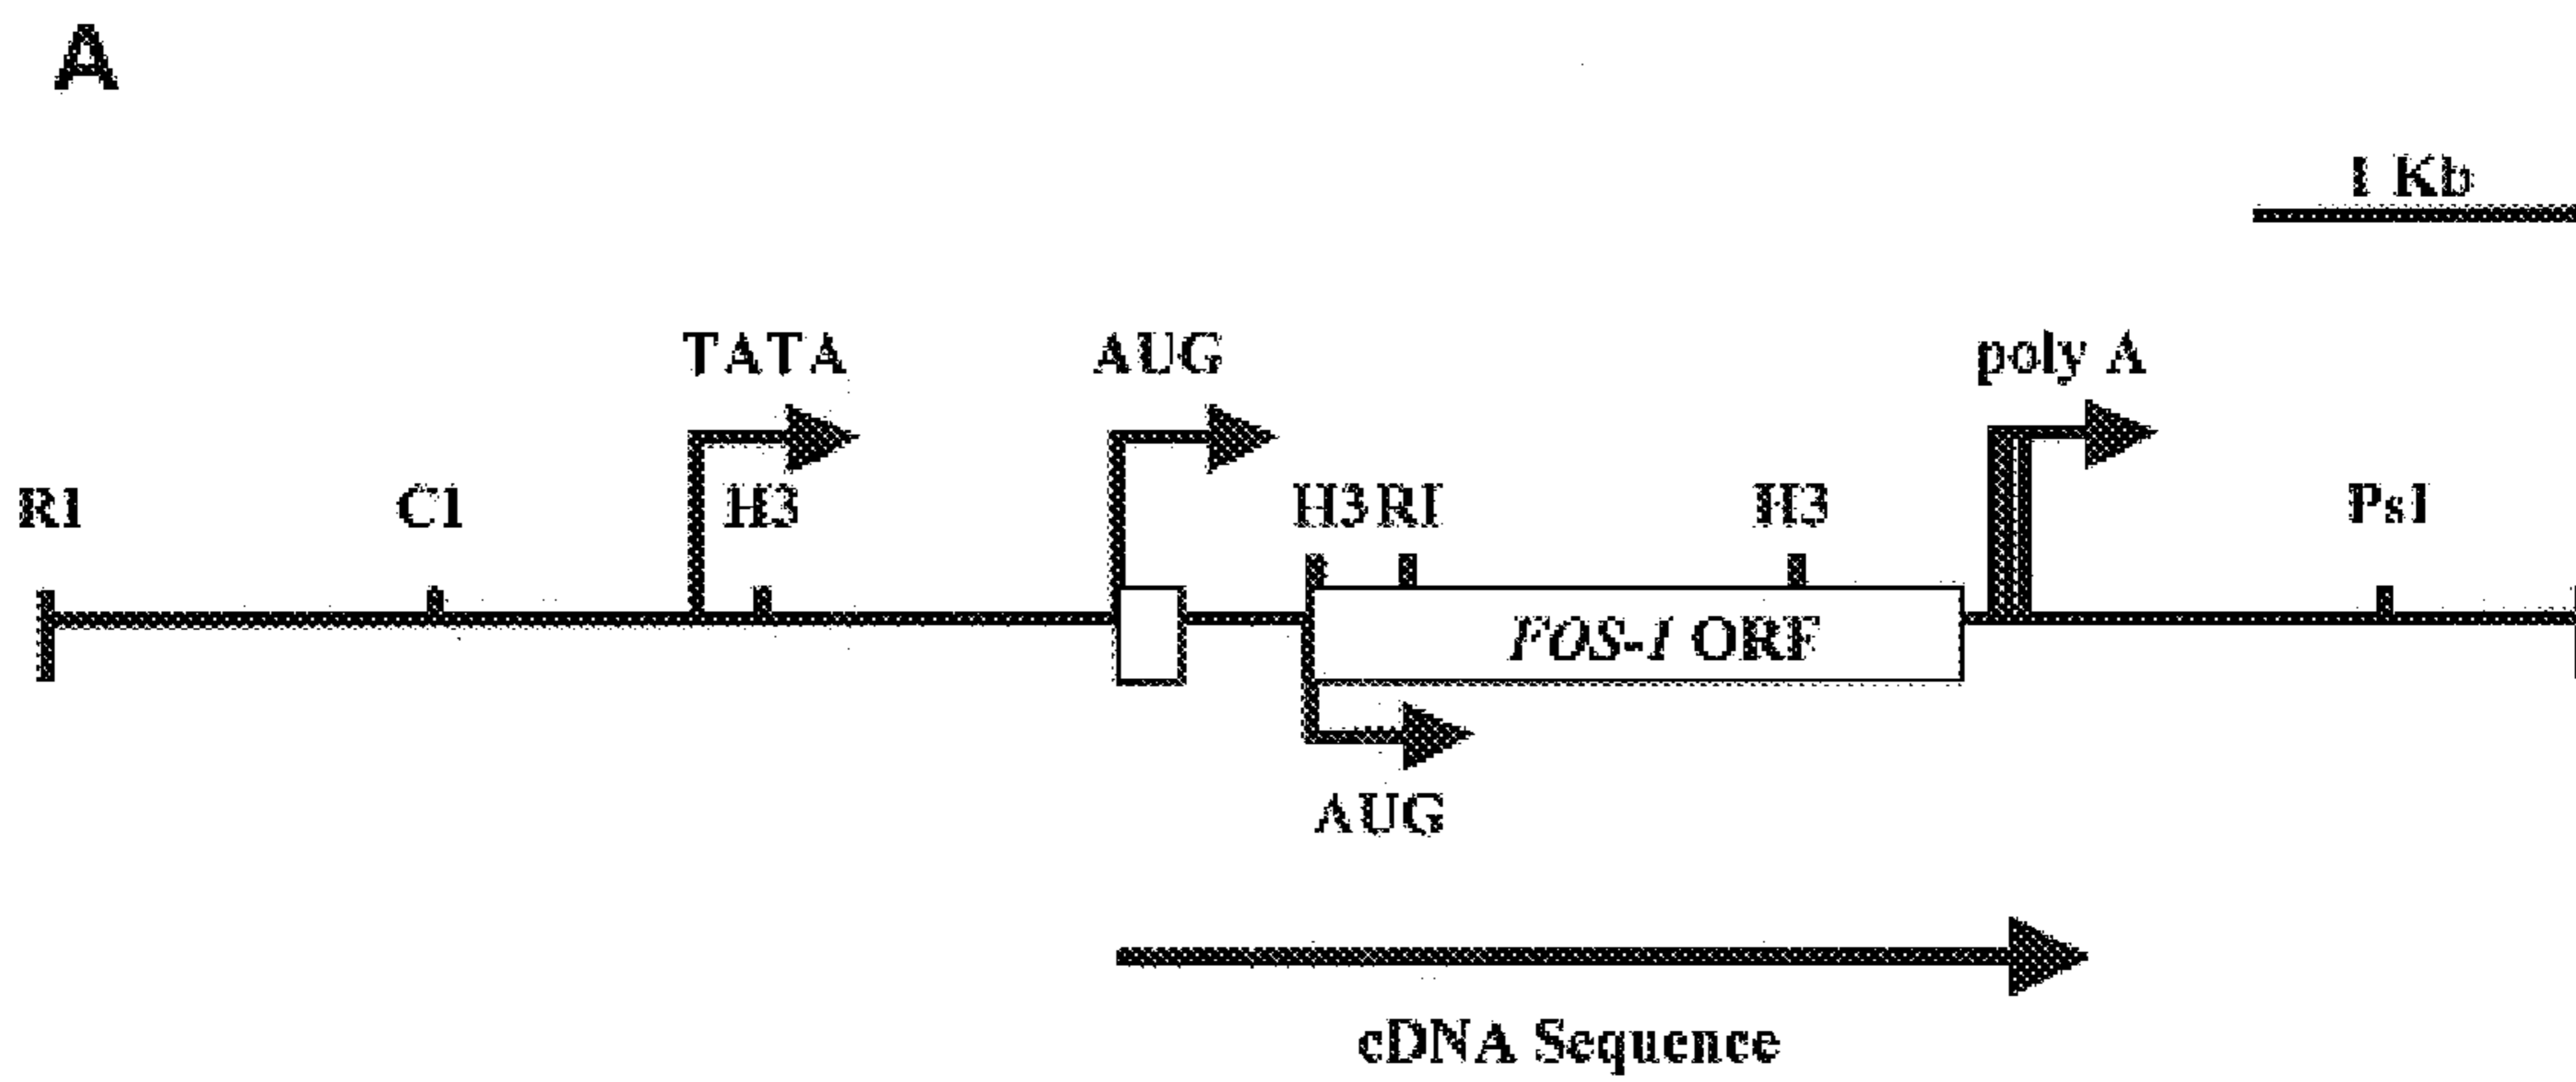 A
1 Kb
TATA
AUG
poly A
R1
C1
H3
H3
RI
H3
Ps1
FOS-1 ORF
AUG
cDNA Sequence